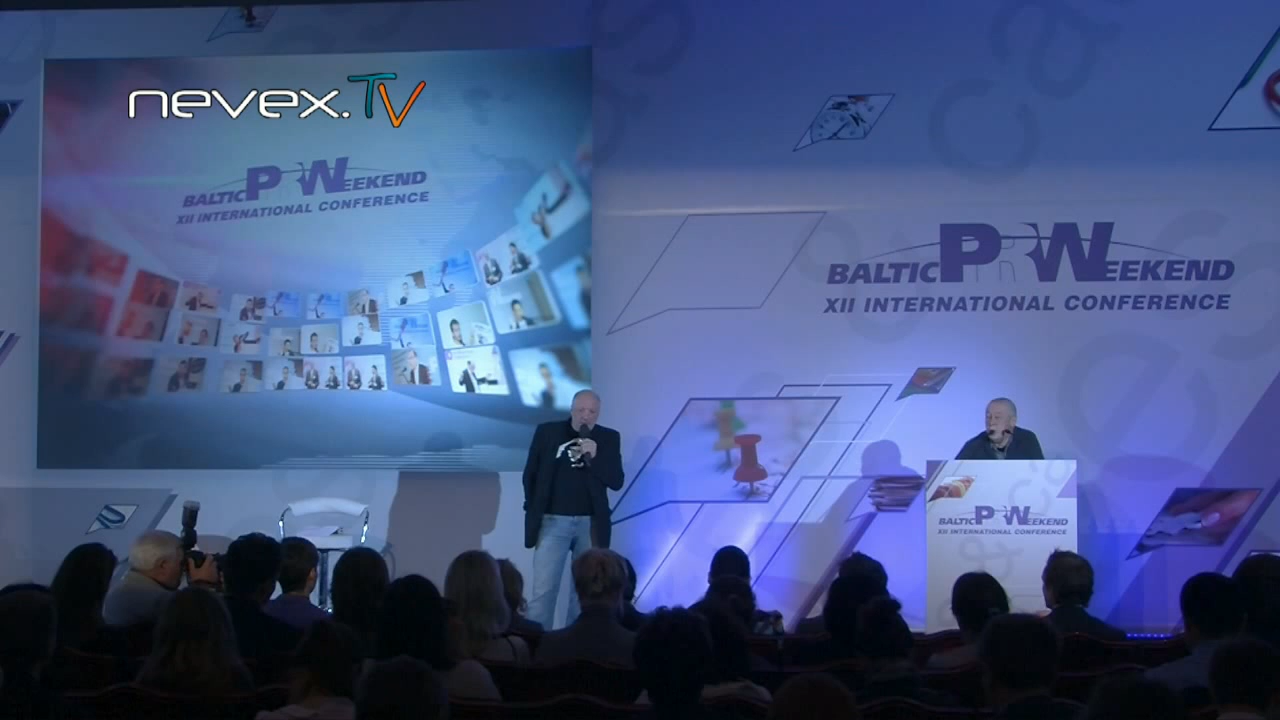 nevex.TV
BALTIC PR WEEKEND
XII INTERNATIONAL CONFERENCE
BALTIC PR WEEKEND
XII INTERNATIONAL CONFERENCE
BALTIC PR WEEKEND
XII INTERNATIONAL CONFERENCE